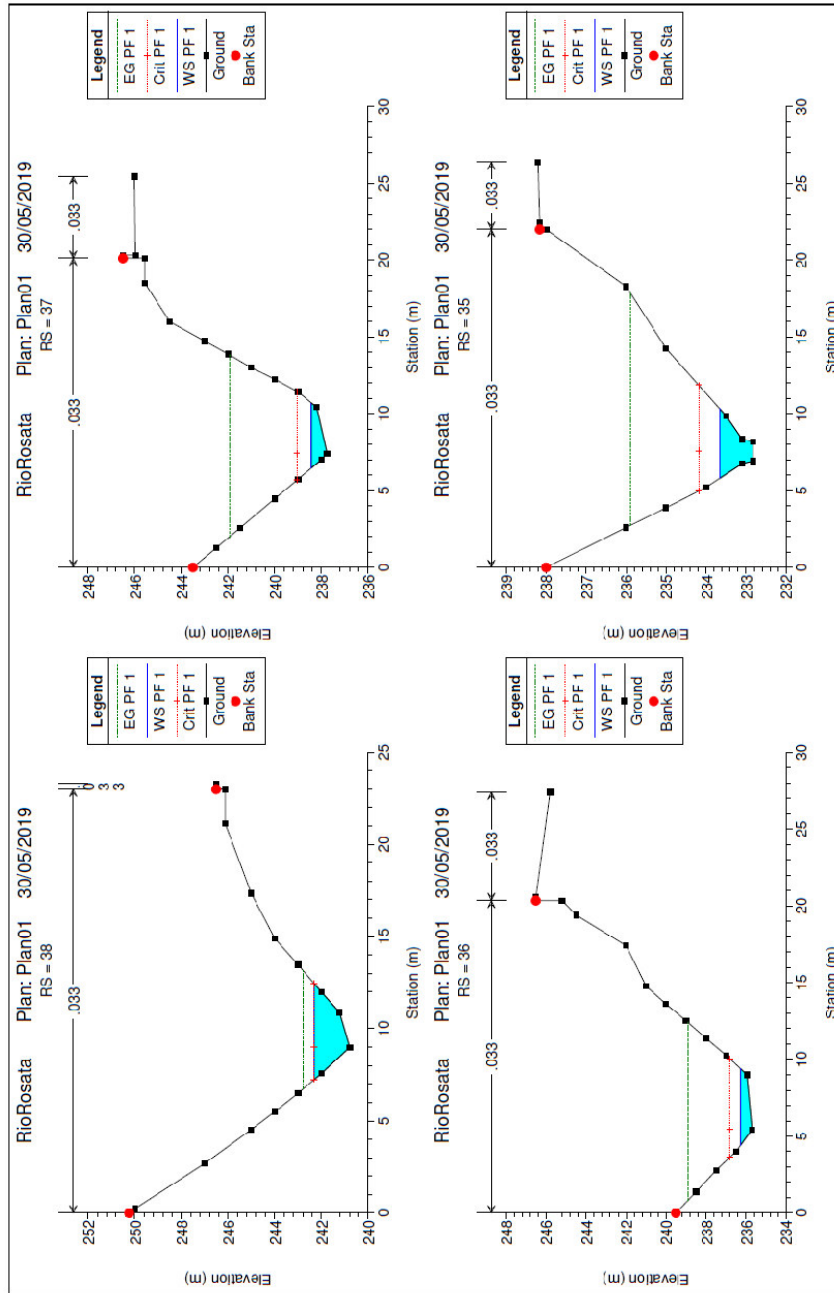 RioRosata Plan: Plan01 30/05/2019
RS = 38
.033
.
0
3
3
Legend
EG PF 1
WS PF 1
Crit PF 1
Ground
Bank Sta
Elevation (m)
252
250
248
246
244
242
240
0 5 10 15 20 25
Station (m)
RioRosata Plan: Plan01 30/05/2019
RS = 37
.033 .033
Legend
EG PF 1
Crit PF 1
WS PF 1
Ground
Bank Sta
Elevation (m)
248
246
244
242
240
238
236
0 5 10 15 20 25 30
Station (m)
RioRosata Plan: Plan01 30/05/2019
RS = 36
.033 .033
Legend
EG PF 1
Crit PF 1
WS PF 1
Ground
Bank Sta
Elevation (m)
248
246
244
242
240
238
236
234
0 5 10 15 20 25 30
Station (m)
RioRosata Plan: Plan01 30/05/2019
RS = 35
.033 .033
Legend
EG PF 1
Crit PF 1
WS PF 1
Ground
Bank Sta
Elevation (m)
239
238
237
236
235
234
233
232
0 5 10 15 20 25 30
Station (m)